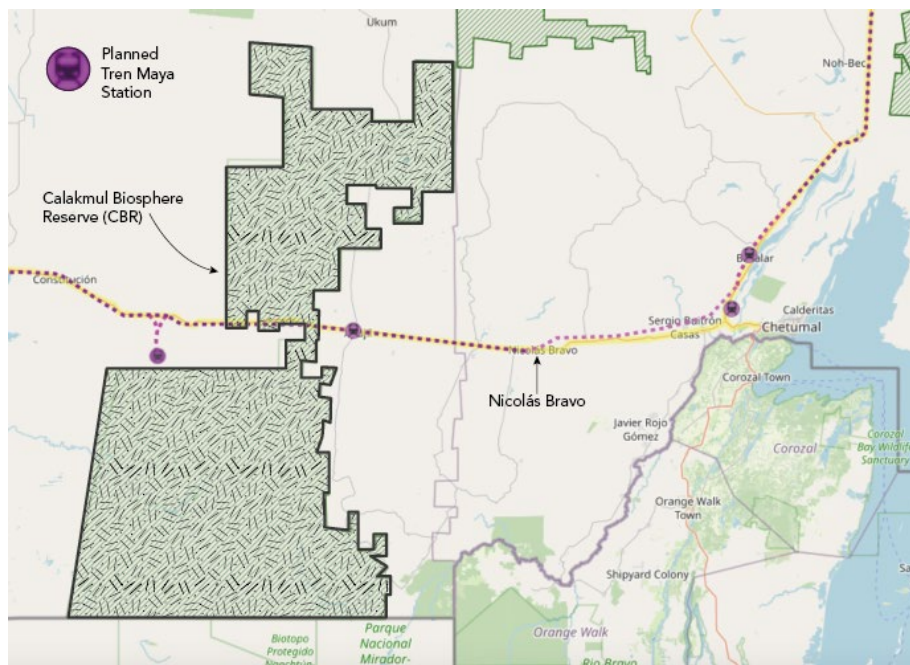 Ukum
Planned
Tren Maya
Station
Noh-Bec
Calakmul Biosphere
Reserve (CBR)
Constitución
Calderitas
Sergio Butrón
Casas
Chetumal
Nicolás Bravo
Corozal Town
Nicolás Bravo
Javier Rojo
Gómez
Corozal
Corozal
Bay Wildlife
Sanctuary
Orange Walk
Town
Shipyard Colony
Orange Walk
Biotopo
Protegido
Parque
Nacional
Mirador-
Rio Bravo